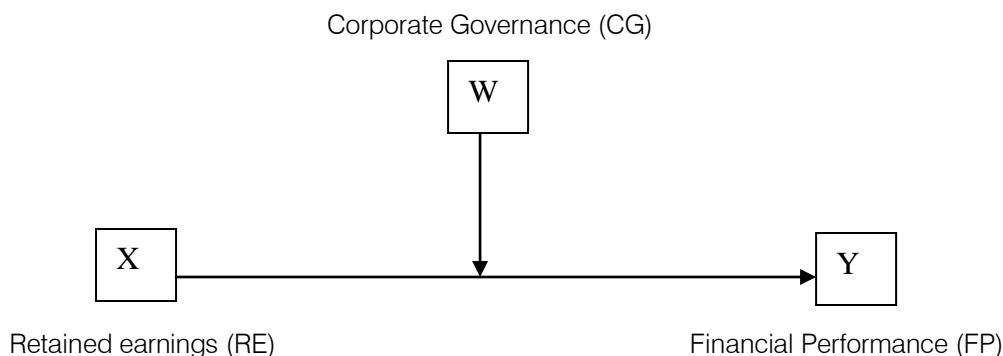 Corporate Governance (CG)
W
X
Y
Retained earnings (RE)
Financial Performance (FP)